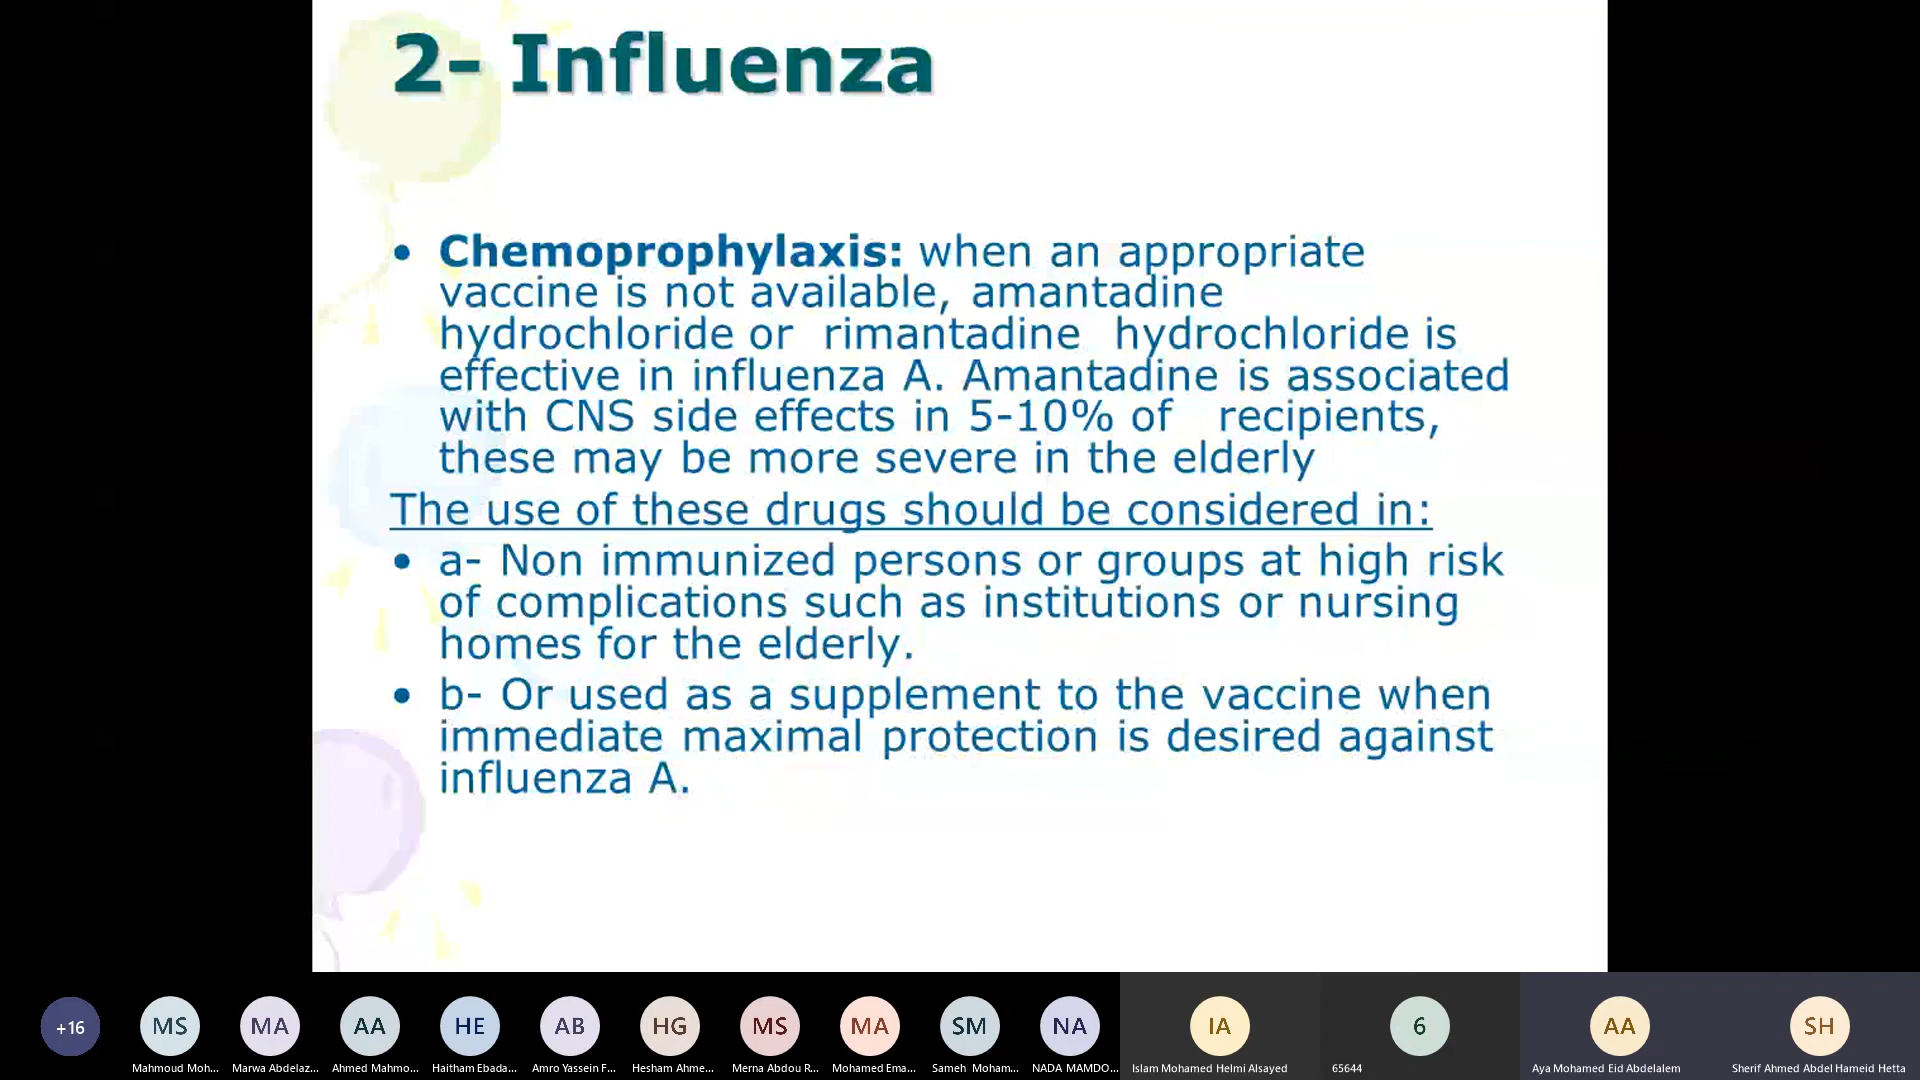 2- Influenza
• Chemoprophylaxis: when an appropriate
vaccine is not available, amantadine
hydrochloride or rimantadine hydrochloride is
effective in influenza A. Amantadine is associated
with CNS side effects in 5-10% of recipients,
these may be more severe in the elderly
The use of these drugs should be considered in:
• a- Non immunized persons or groups at high risk
of complications such as institutions or nursing
homes for the elderly.
• b- Or used as a supplement to the vaccine when
immediate maximal protection is desired against
influenza A.
+16 MS MA AA HE AB HG MS MA SM NA IA 6 AA SH
Mahmoud Moh... Marwa Abdelaz... Ahmed Mahmo... Haitham Ebada... Amro Yassein F... Hesham Ahme... Merna Abdou R... Mohamed Ema... Sameh Moham... NADA MAMDO... Islam Mohamed Helmi Alsayed 65644 Aya Mohamed Eid Abdelalem Sherif Ahmed Abdel Hameid Hetta